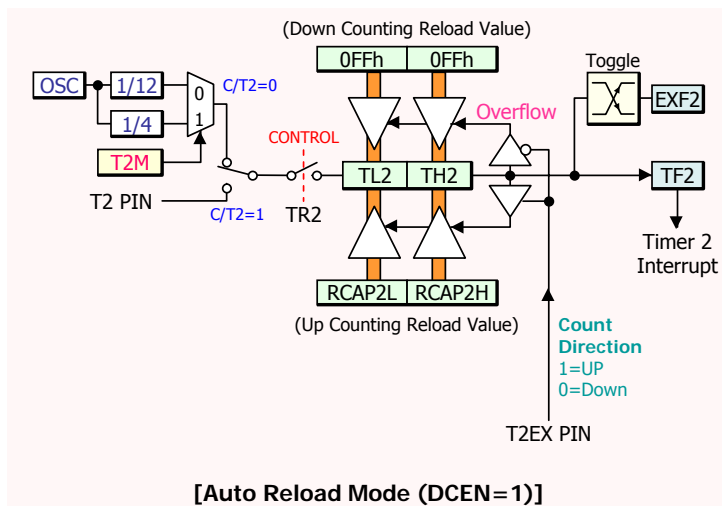 (Down Counting Reload Value)
0FFh 0FFh
Toggle
OSC 1/12 0 C/T2=0
EXF2
Overflow
1/4 1
CONTROL
T2M
TL2 TH2
TF2
T2 PIN
C/T2=1
TR2
Timer 2
Interrupt
RCAP2L RCAP2H
(Up Counting Reload Value)
Count
Direction
1=UP
0=Down
T2EX PIN
[Auto Reload Mode (DCEN=1)]